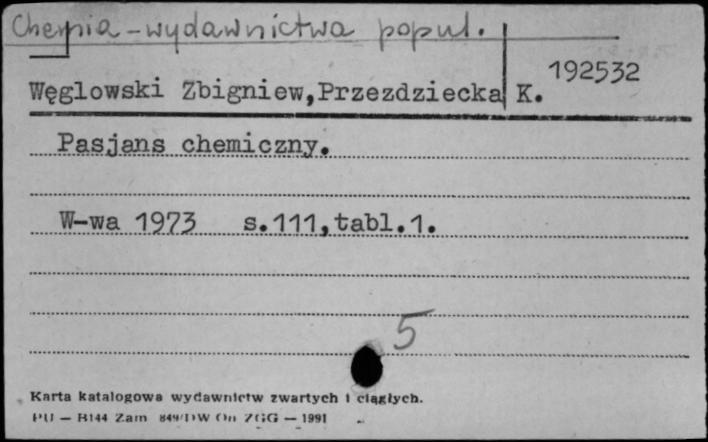 Chemia - wydawnictwa popul.
192532
Węglowski Zbigniew,Przezdziecka K.
Pasjans chemiczny.
W-wa 1973 s.111,tabl.1.
5
Karta katalogowa wydawnictw zwartych i ciągłych.
PU — B144 Zam 849/DW On ZGG — 1991